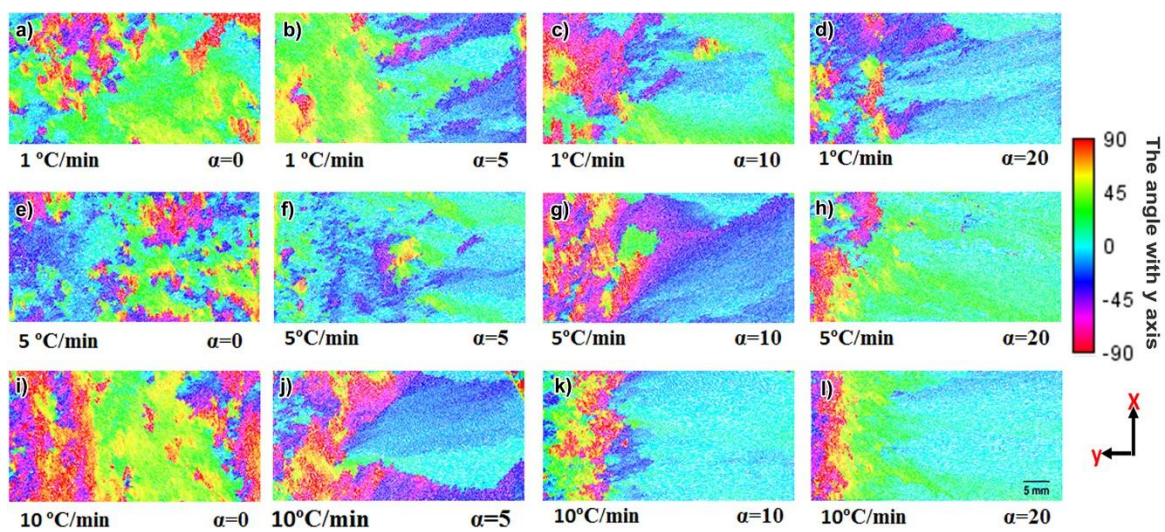 a) b) c) d)
1 ºC/min α=0 1 ºC/min α=5 1ºC/min α=10 1ºC/min α=20
e) f) g) h)
5 ºC/min α=0 5ºC/min α=5 5ºC/min α=10 5ºC/min α=20
i) j) k) l)
5 mm
10 ºC/min α=0 10ºC/min α=5 10ºC/min α=10 10ºC/min α=20
90
45
0
-45
-90
The angle with y axis
X
y